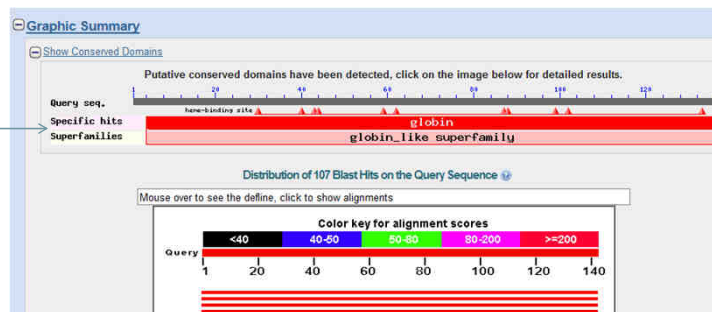 Graphic Summary
Show Conserved Domains
Putative conserved domains have been detected, click on the image below for detailed results.
1 20 40 60 80 100 120
Query seq.
heme-binding site
Specific hits globin
Superfamilies globin_like superfamily
Distribution of 107 Blast Hits on the Query Sequence
Mouse over to see the defline, click to show alignments
Color key for alignment scores
<40 40-50 50-80 80-200 >=200
Query
1 20 40 60 80 100 120 140